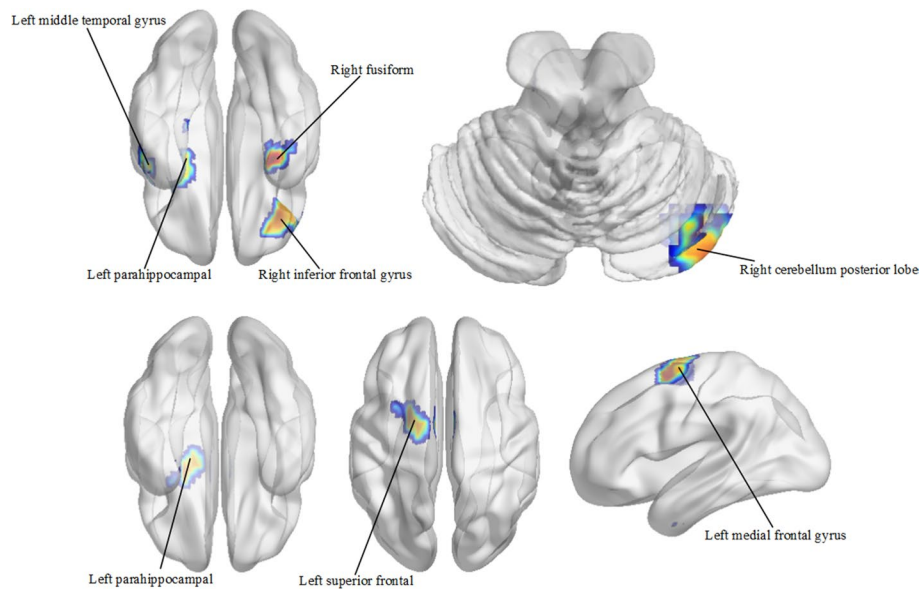 Left middle temporal gyrus
Right fusiform
Left parahippocampal
Right inferior frontal gyrus
Right cerebellum posterior lobe
Left parahippocampal
Left superior frontal
Left medial frontal gyrus